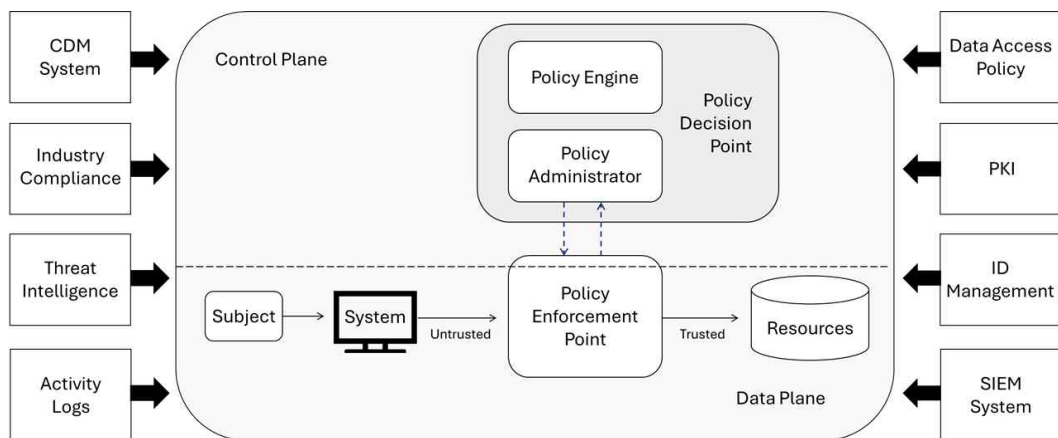 CDM
System
Industry
Compliance
Threat
Intelligence
Activity
Logs
Control Plane
Policy Engine
Policy
Administrator
Policy
Decision
Point
Subject
System
Untrusted
Policy
Enforcement
Point
Trusted
Resources
Data Plane
Data Access
Policy
PKI
ID
Management
SIEM
System